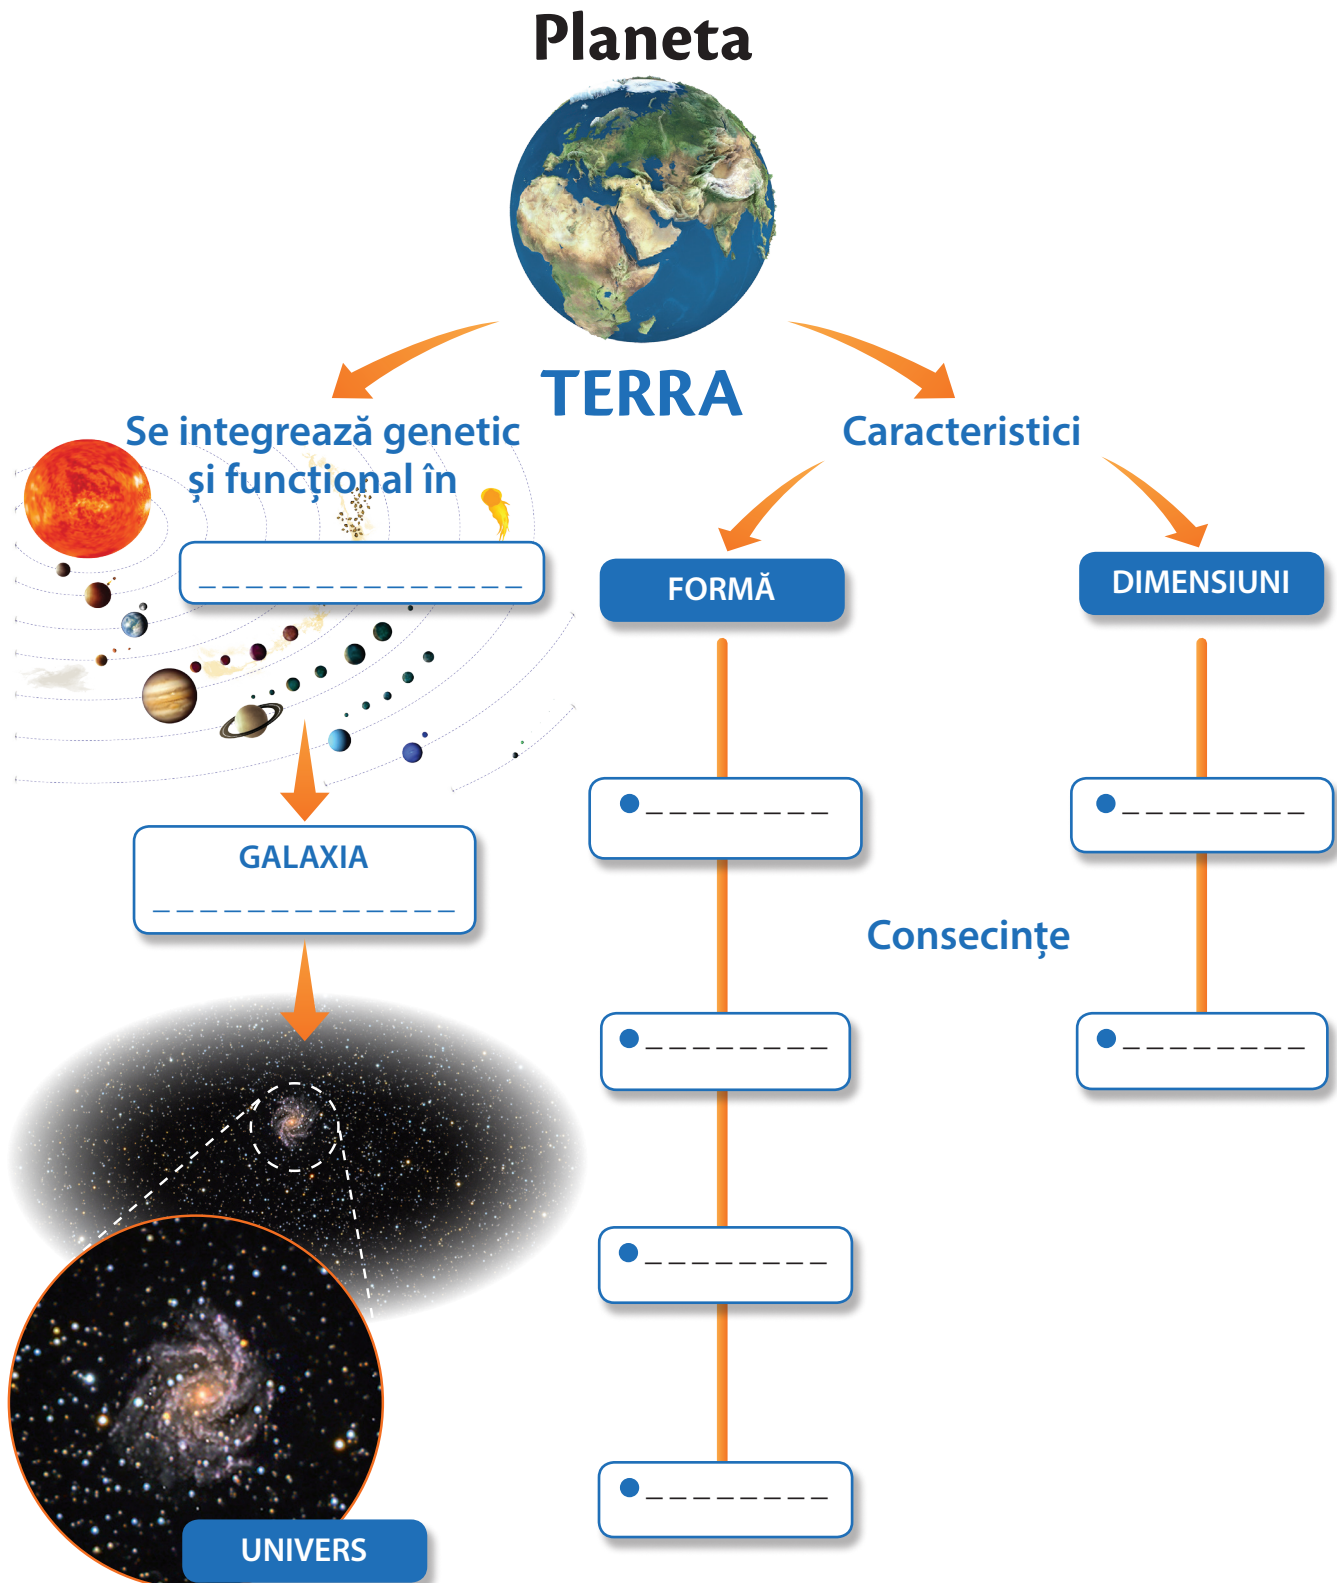 Planeta
TERRA
Se integrează genetic
și funcțional în
_ _ _ _ _ _ _ _ _ _ _ _ _ _
GALAXIA
_ _ _ _ _ _ _ _ _ _ _ _ _
UNIVERS
Caracteristici
FORMĂ
DIMENSIUNI
_ _ _ _ _ _ _ _
_ _ _ _ _ _ _ _
Consecințe
_ _ _ _ _ _ _ _
_ _ _ _ _ _ _ _
_ _ _ _ _ _ _ _
_ _ _ _ _ _ _ _